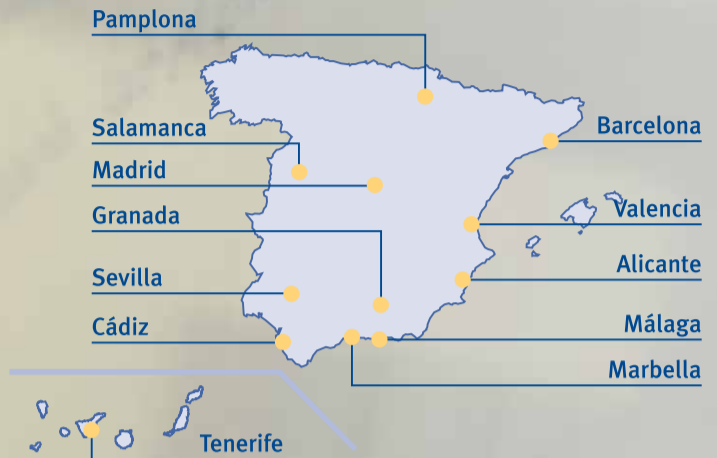 Pamplona
Salamanca
Madrid
Granada
Sevilla
Cádiz
Barcelona
Valencia
Alicante
Málaga
Marbella
Tenerife